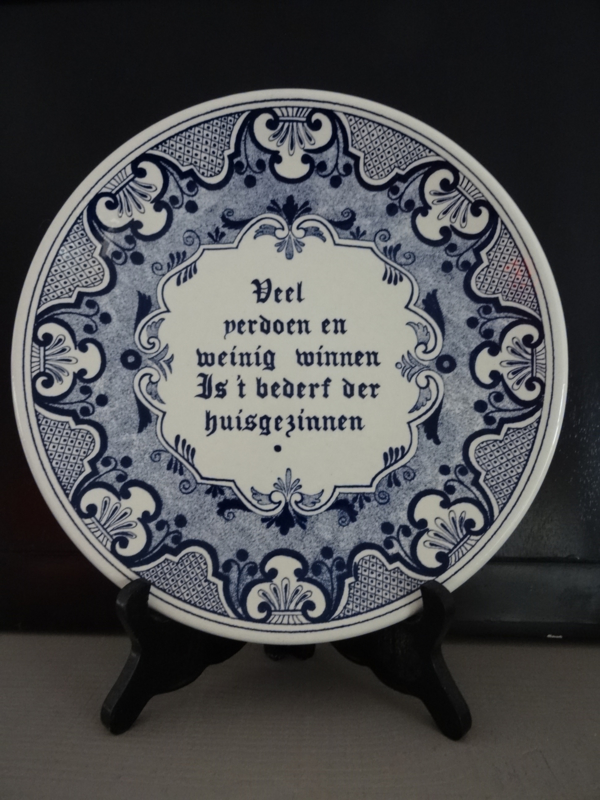 Veel
verdoen en
weinig winnen
Is 't bederf der
huisgezinnen